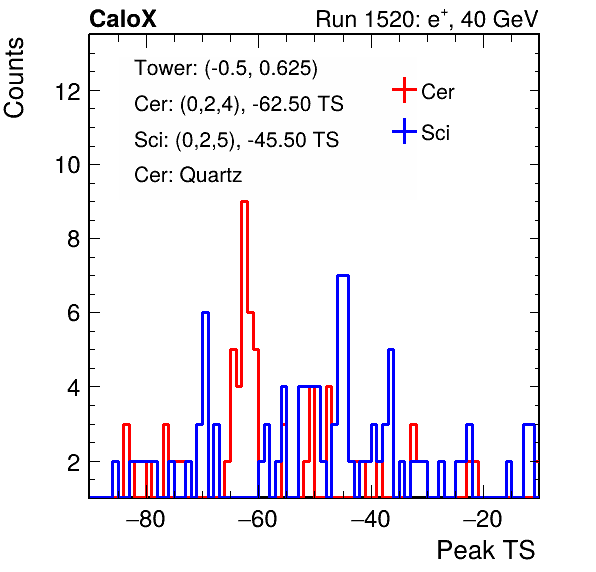 CaloX Run 1520: e⁺, 40 GeV
Counts
Tower: (-0.5, 0.625)
Cer: (0,2,4), -62.50 TS
Sci: (0,2,5), -45.50 TS
Cer: Quartz
Cer
Sci
12
10
8
6
4
2
−80 −60 −40 −20
Peak TS